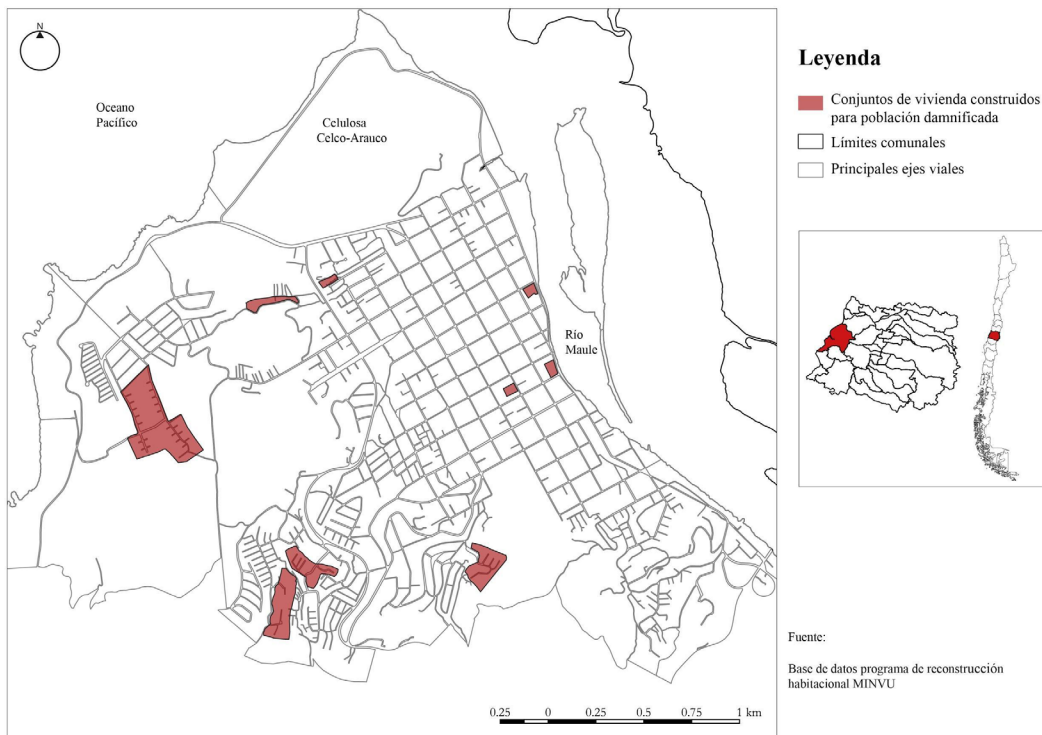 N
Oceano
Pacífico
Celulosa
Celco-Arauco
Río
Maule
0.25 0 0.25 0.5 0.75 1 km
Leyenda
Conjuntos de vivienda construidos
para población damnificada
Límites comunales
Principales ejes viales
Fuente:
Base de datos programa de reconstrucción
habitacional MINVU